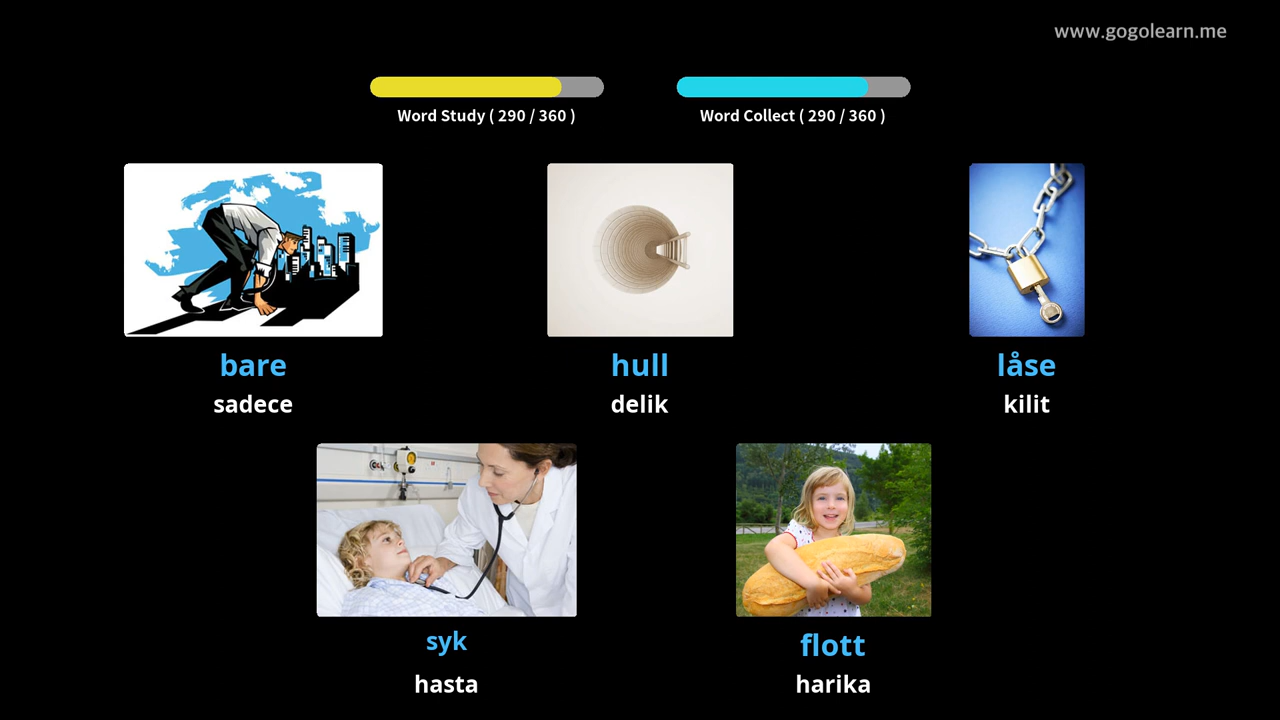 www.gogolearn.me
Word Study ( 290 / 360 )
Word Collect ( 290 / 360 )
bare
sadece
hull
delik
låse
kilit
syk
hasta
flott
harika